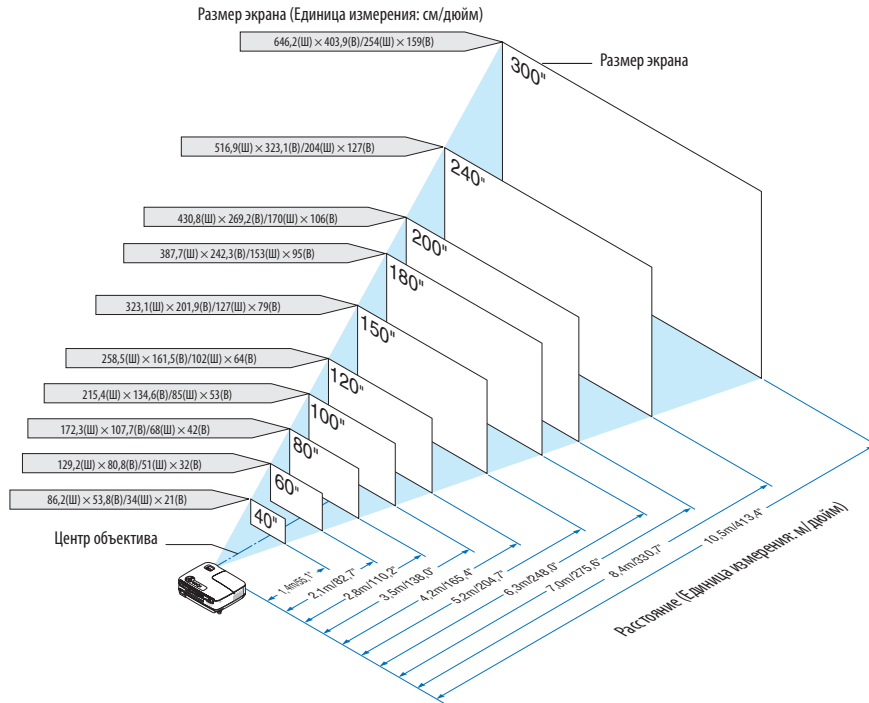 Размер экрана (Единица измерения: см/дюйм)
646,2(Ш) × 403,9(В)/254(Ш) × 159(В)
300"
Размер экрана
516,9(Ш) × 323,1(В)/204(Ш) × 127(В)
240"
430,8(Ш) × 269,2(В)/170(Ш) × 106(В)
200"
387,7(Ш) × 242,3(В)/153(Ш) × 95(В)
180"
323,1(Ш) × 201,9(В)/127(Ш) × 79(В)
150"
258,5(Ш) × 161,5(В)/102(Ш) × 64(В)
120"
215,4(Ш) × 134,6(В)/85(Ш) × 53(В)
100"
172,3(Ш) × 107,7(В)/68(Ш) × 42(В)
80"
129,2(Ш) × 80,8(В)/51(Ш) × 32(В)
60"
86,2(Ш) × 53,8(В)/34(Ш) × 21(В)
40"
Центр объектива
1,4m/55,1"
2,1m/82,7"
2,8m/110,2"
3,5m/138,0"
4,2m/165,4"
5,2m/204,7"
6,3m/248,0"
7,0m/275,6"
8,4m/330,7"
10,5m/413,4"
Расстояние (Единица измерения: м/дюйм)